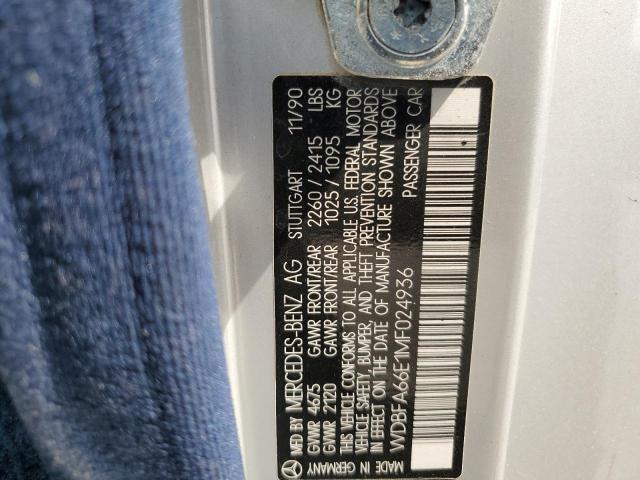 MFD BY MERCEDES-BENZ AG STUTTGART 11/90
GVWR 4675 GAWR FRONT/REAR 2260 / 2415 LBS
GVWR 2120 GAWR FRONT/REAR 1025 / 1095 KG
THIS VEHICLE CONFORMS TO ALL APPLICABLE U.S. FEDERAL MOTOR
VEHICLE SAFETY, BUMPER, AND THEFT PREVENTION STANDARDS
IN EFFECT ON THE DATE OF MANUFACTURE SHOWN ABOVE
WDBFA66E1MF024936 PASSENGER CAR
MADE IN GERMANY